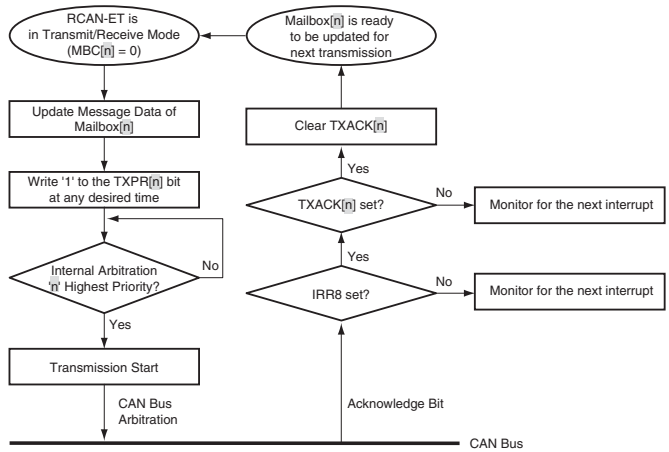 RCAN-ET is
in Transmit/Receive Mode
(MBC[n] = 0)
Update Message Data of
Mailbox[n]
Write '1' to the TXPR[n] bit
at any desired time
Internal Arbitration
'n' Highest Priority?
No
Yes
Transmission Start
CAN Bus
Arbitration
Mailbox[n] is ready
to be updated for
next transmission
Clear TXACK[n]
Yes
TXACK[n] set?
No
Monitor for the next interrupt
Yes
IRR8 set?
No
Monitor for the next interrupt
Acknowledge Bit
CAN Bus